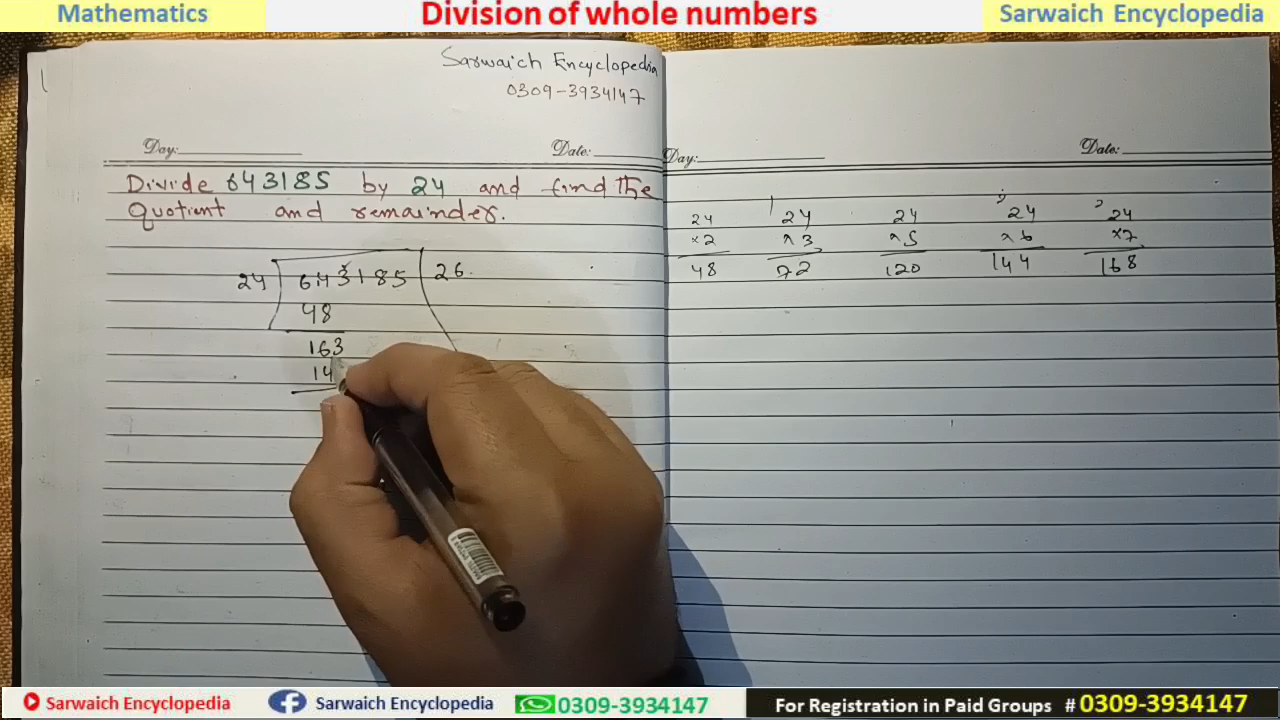 Mathematics
Division of whole numbers
Sarwaich Encyclopedia
Sarwaich Encyclopedia
0309-3934147
Day:
Date:
Day:
Date:
Divide 643185 by 24 and find the
Quotient and remainder.
24 643185 26
48
163
14
24
×2
48
1
24
×3
72
24
×5
120
2
24
×6
144
2
24
×7
168
Sarwaich Encyclopedia
Sarwaich Encyclopedia
0309-3934147
For Registration in Paid Groups # 0309-3934147